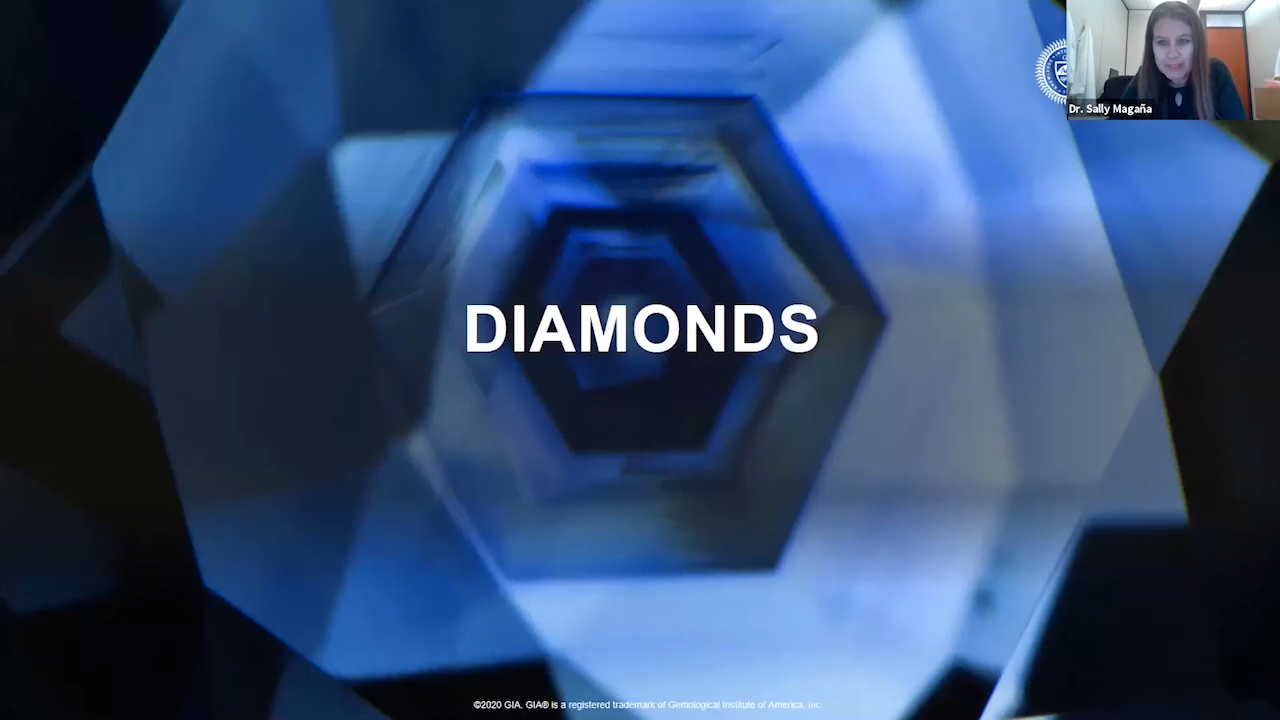 Dr. Sally Magaña
DIAMONDS
©2020 GIA. GIA® is a registered trademark of Gemological Institute of America, Inc